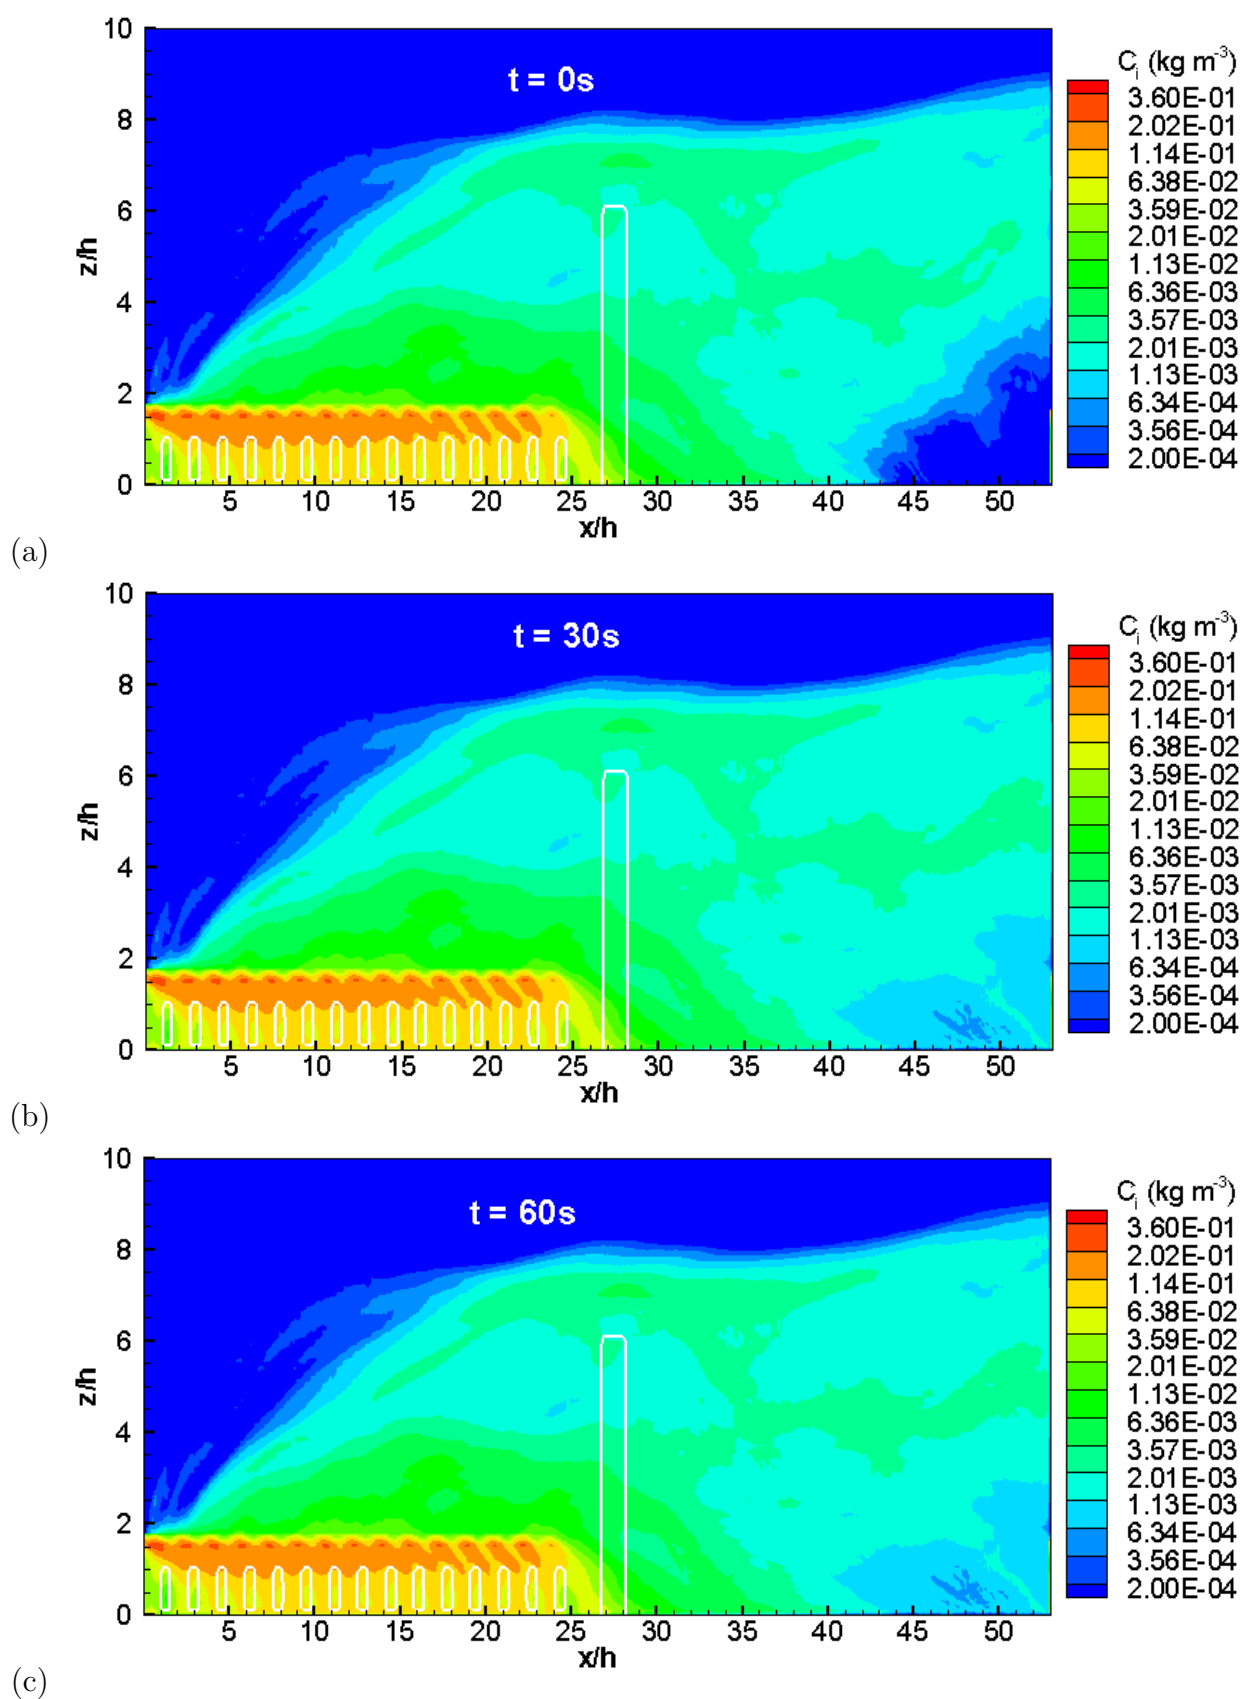 10
8
6
4
2
0
z/h
t = 0s
5 10 15 20 25 30 35 40 45 50
x/h
Ci (kg m-3)
3.60E-01
2.02E-01
1.14E-01
6.38E-02
3.59E-02
2.01E-02
1.13E-02
6.36E-03
3.57E-03
2.01E-03
1.13E-03
6.34E-04
3.56E-04
2.00E-04
(a)
10
8
6
4
2
0
z/h
t = 30s
5 10 15 20 25 30 35 40 45 50
x/h
Ci (kg m-3)
3.60E-01
2.02E-01
1.14E-01
6.38E-02
3.59E-02
2.01E-02
1.13E-02
6.36E-03
3.57E-03
2.01E-03
1.13E-03
6.34E-04
3.56E-04
2.00E-04
(b)
10
8
6
4
2
0
z/h
t = 60s
5 10 15 20 25 30 35 40 45 50
x/h
Ci (kg m-3)
3.60E-01
2.02E-01
1.14E-01
6.38E-02
3.59E-02
2.01E-02
1.13E-02
6.36E-03
3.57E-03
2.01E-03
1.13E-03
6.34E-04
3.56E-04
2.00E-04
(c)